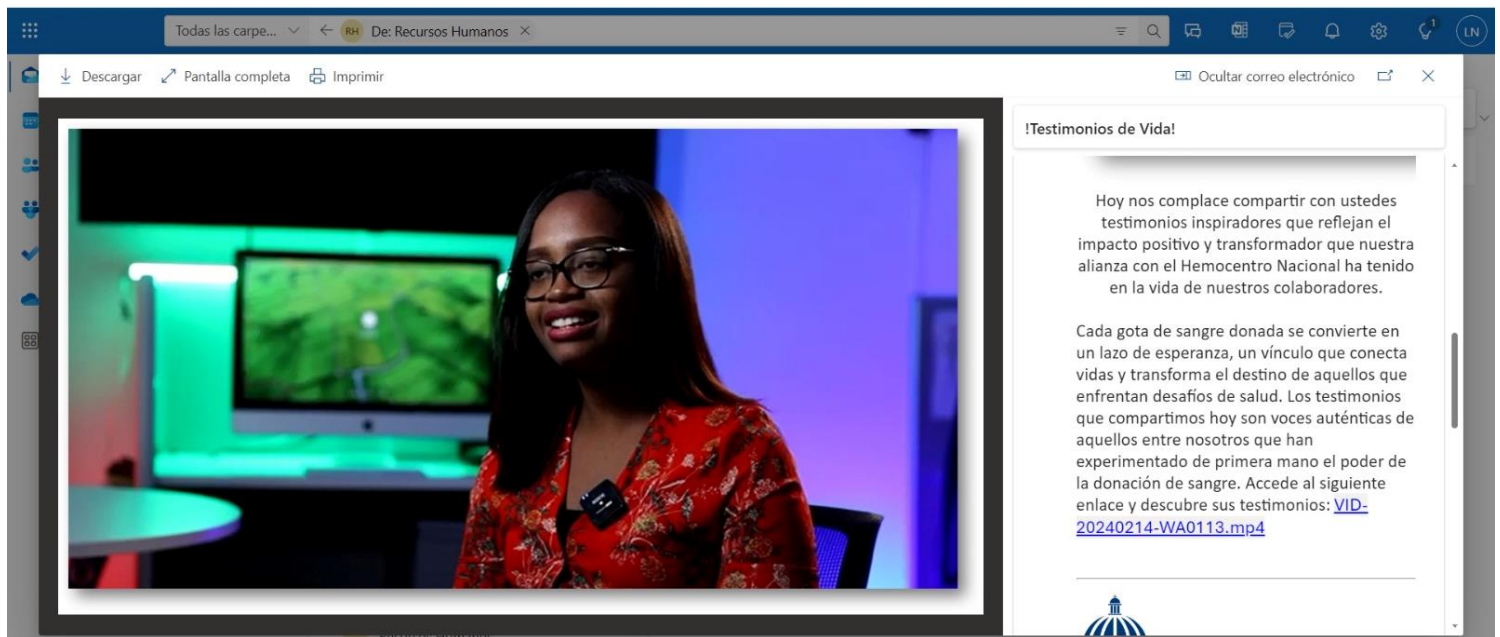 Todas las carpe...
RH De: Recursos Humanos
1
LN
Descargar Pantalla completa Imprimir
Ocultar correo electrónico
!Testimonios de Vida!
Hoy nos complace compartir con ustedes
testimonios inspiradores que reflejan el
impacto positivo y transformador que nuestra
alianza con el Hemocentro Nacional ha tenido
en la vida de nuestros colaboradores.
Cada gota de sangre donada se convierte en
un lazo de esperanza, un vínculo que conecta
vidas y transforma el destino de aquellos que
enfrentan desafíos de salud. Los testimonios
que compartimos hoy son voces auténticas de
aquellos entre nosotros que han
experimentado de primera mano el poder de
la donación de sangre. Accede al siguiente
enlace y descubre sus testimonios: VID-
20240214-WA0113.mp4